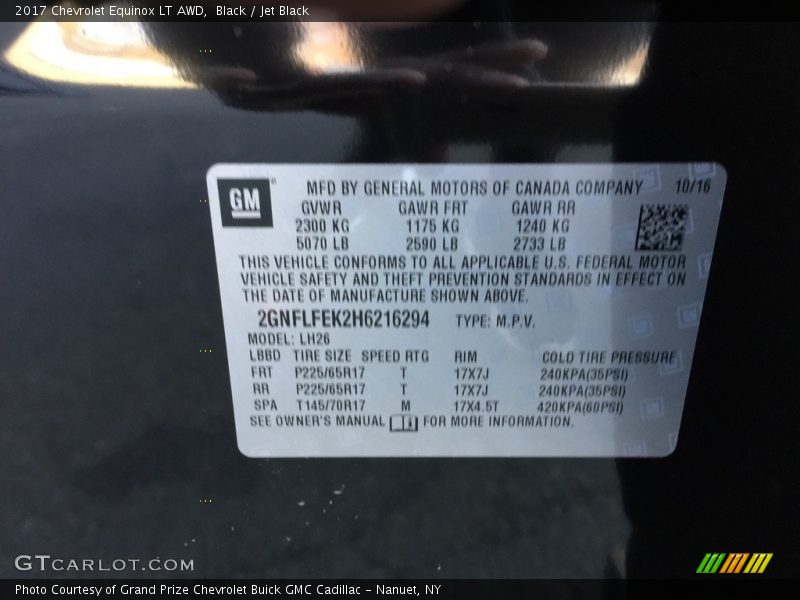 2017 Chevrolet Equinox LT AWD,  Black / Jet Black
GM
MFD BY GENERAL MOTORS OF CANADA COMPANY 10/16
GVWR GAWR FRT GAWR RR
2300 KG 1175 KG 1240 KG
5070 LB 2590 LB 2733 LB
THIS VEHICLE CONFORMS TO ALL APPLICABLE U.S. FEDERAL MOTOR
VEHICLE SAFETY AND THEFT PREVENTION STANDARDS IN EFFECT ON
THE DATE OF MANUFACTURE SHOWN ABOVE.
2GNFLFEK2H6216294 TYPE: M.P.V.
MODEL: LH26
LBBD TIRE SIZE SPEED RTG RIM COLD TIRE PRESSURE
FRT P225/65R17 T 17X7J 240KPA(35PSI)
RR P225/65R17 T 17X7J 240KPA(35PSI)
SPA T145/70R17 M 17X4.5T 420KPA(60PSI)
SEE OWNER'S MANUAL FOR MORE INFORMATION.
GTCARLOT.COM
Photo Courtesy of Grand Prize Chevrolet Buick GMC Cadillac - Nanuet, NY